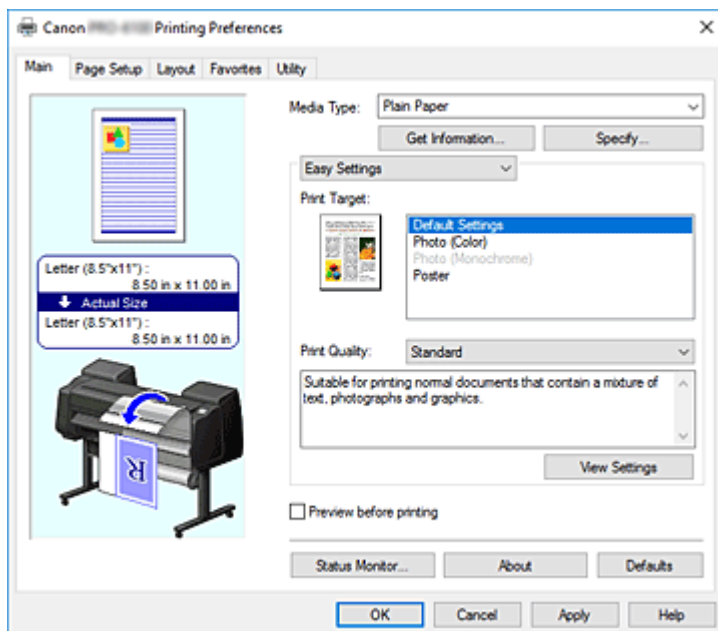 Canon Printing Preferences
Main
Page Setup
Layout
Favorites
Utility
Media Type:
Plain Paper
Get Information...
Specify...
Easy Settings
Print Target:
Default Settings
Photo (Color)
Photo (Monochrome)
Poster
Letter (8.5"x11") :
8.50 in x 11.00 in
Actual Size
Letter (8.5"x11") :
8.50 in x 11.00 in
R
Print Quality:
Standard
Suitable for printing normal documents that contain a mixture of
text, photographs and graphics.
View Settings
Preview before printing
Status Monitor...
About
Defaults
OK
Cancel
Apply
Help